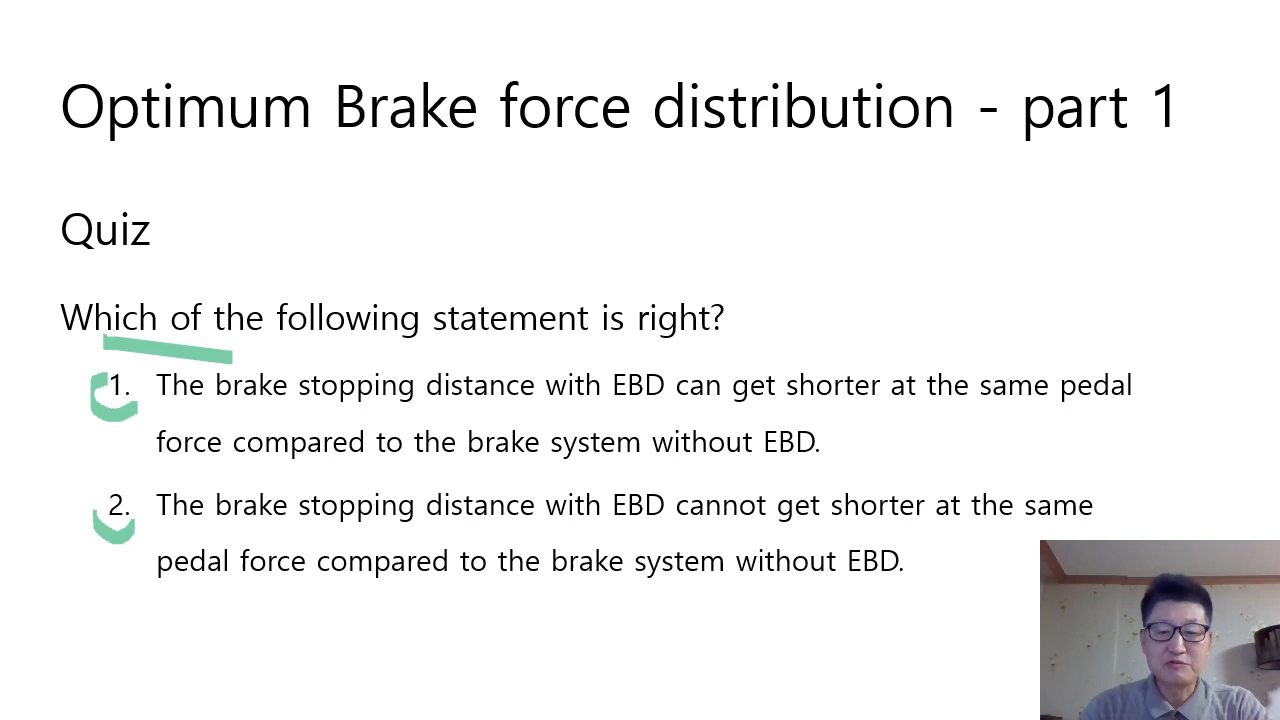 Optimum Brake force distribution - part 1
Quiz
Which of the following statement is right?
1. The brake stopping distance with EBD can get shorter at the same pedal
force compared to the brake system without EBD.
2. The brake stopping distance with EBD cannot get shorter at the same
pedal force compared to the brake system without EBD.